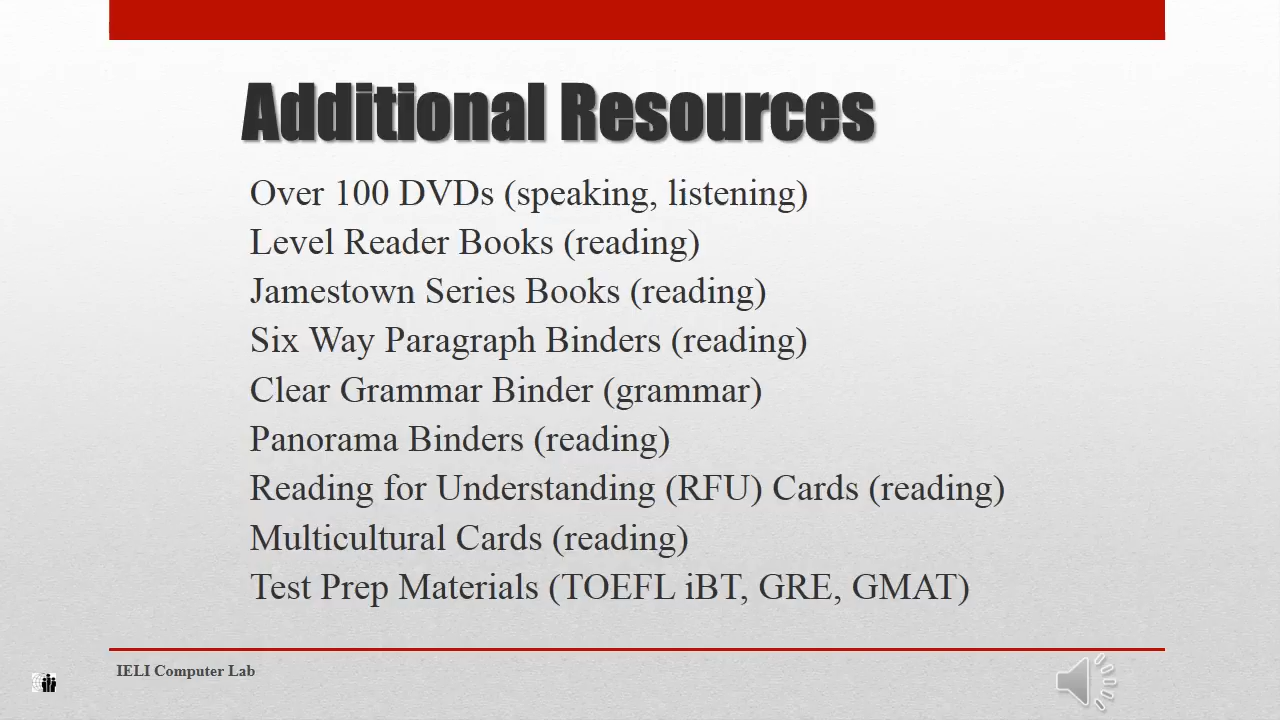 Additional Resources
Over 100 DVDs (speaking, listening)
Level Reader Books (reading)
Jamestown Series Books (reading)
Six Way Paragraph Binders (reading)
Clear Grammar Binder (grammar)
Panorama Binders (reading)
Reading for Understanding (RFU) Cards (reading)
Multicultural Cards (reading)
Test Prep Materials (TOEFL iBT, GRE, GMAT)
IELI Computer Lab